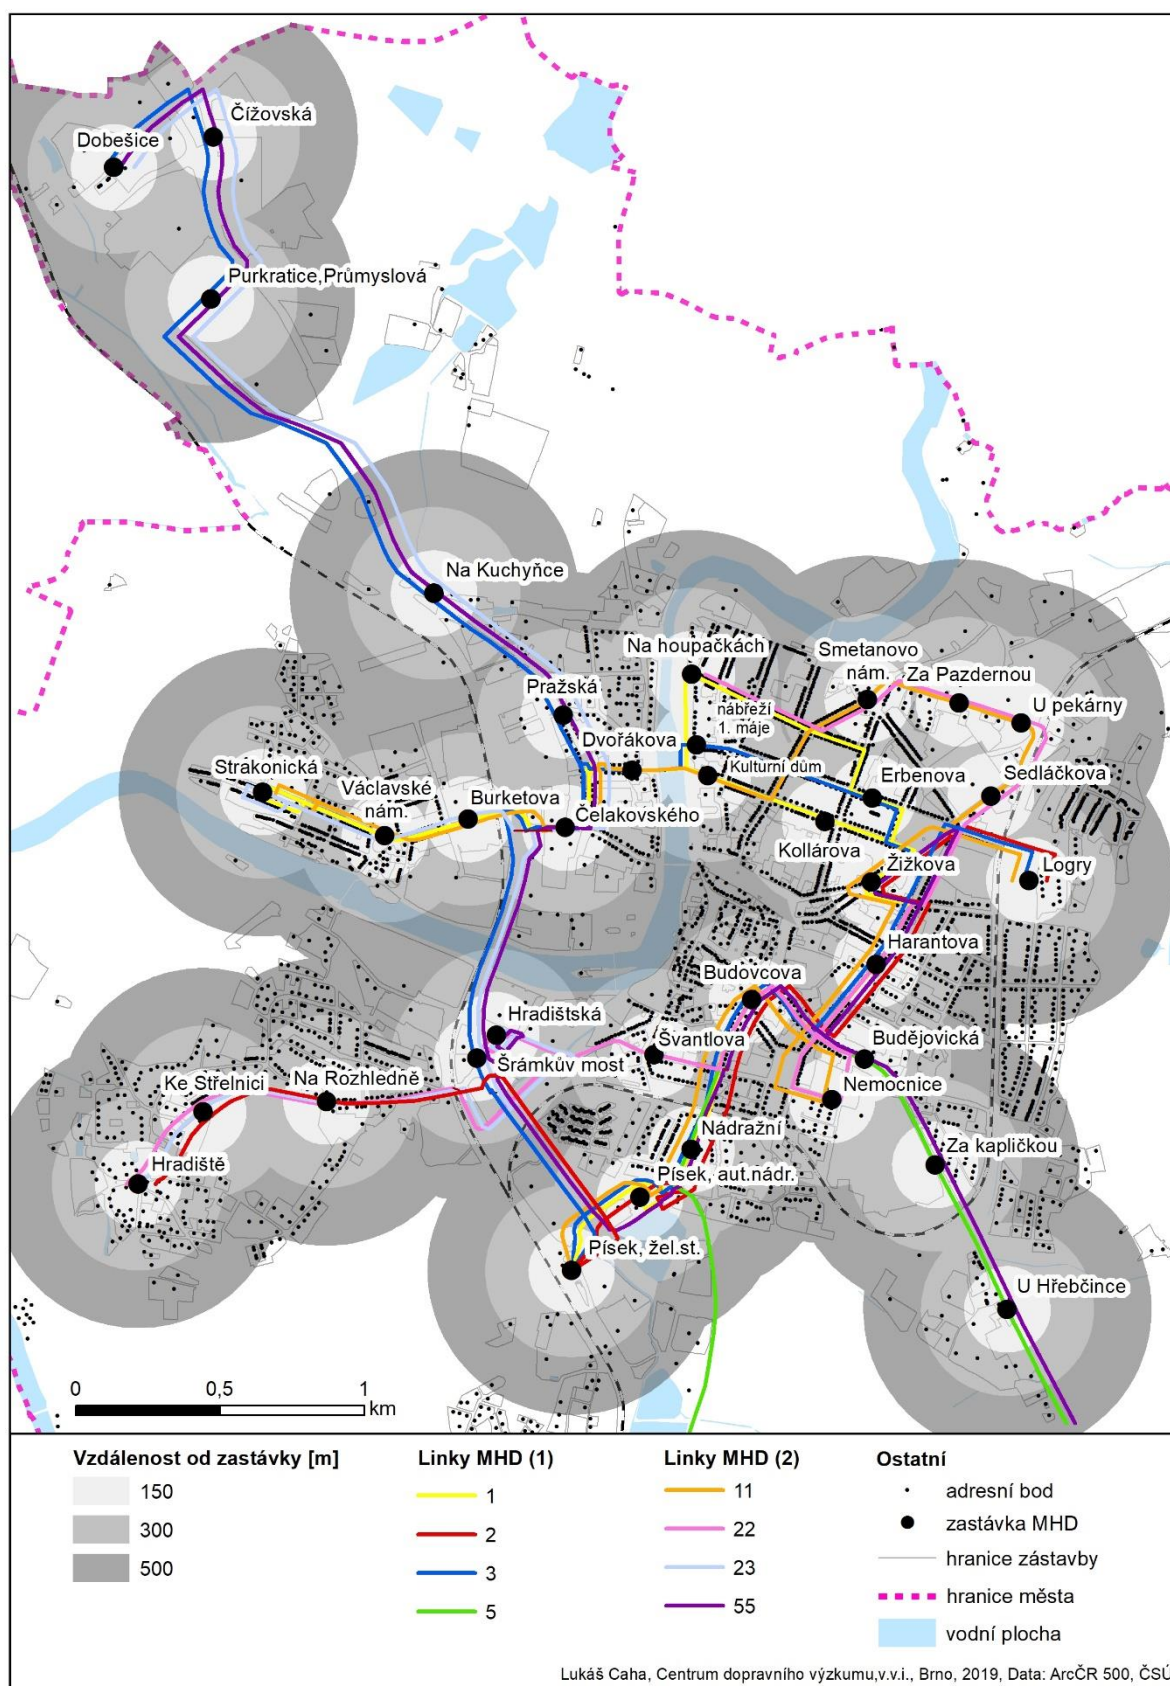 Čížovská
Dobešice
Purkratice,Průmyslová
Na Kuchyňce
Na houpačkách
Smetanovo
nám.
Za Pazdernou
Pražská
nábřeží
1. máje
U pekárny
Dvořákova
Strakonická
Kulturní dům
Erbenova
Sedláčkova
Václavské
nám.
Burketova
Čelakovského
Kollárova
Žižkova
Logry
Harantova
Budovcova
Hradištská
Švantlova
Budějovická
Šrámkův most
Ke Střelnici
Na Rozhledně
Nemocnice
Nádražní
Za kapličkou
Hradiště
Písek, aut.nádr.
Písek, žel.st.
U Hřebčince
0 0,5 1
km
Vzdálenost od zastávky [m]
150
300
500
Linky MHD (1)
1
2
3
5
Linky MHD (2)
11
22
23
55
Ostatní
adresní bod
zastávka MHD
hranice zástavby
hranice města
vodní plocha
Lukáš Caha, Centrum dopravního výzkumu,v.v.i., Brno, 2019, Data: ArcČR 500, ČSÚ